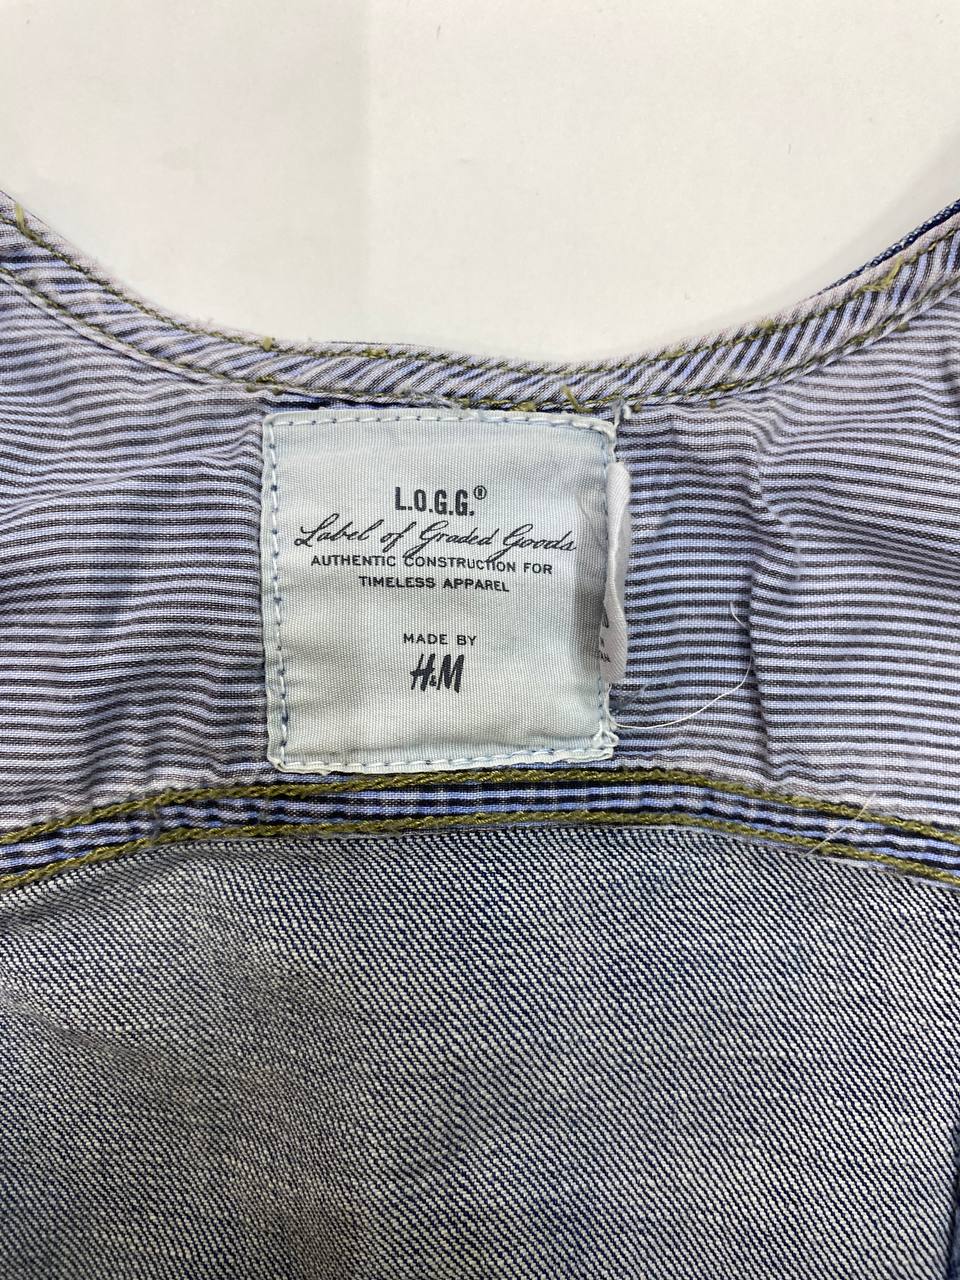 L.O.G.G.®
Label of Graded Goods
AUTHENTIC CONSTRUCTION FOR
TIMELESS APPAREL
MADE BY
H&M